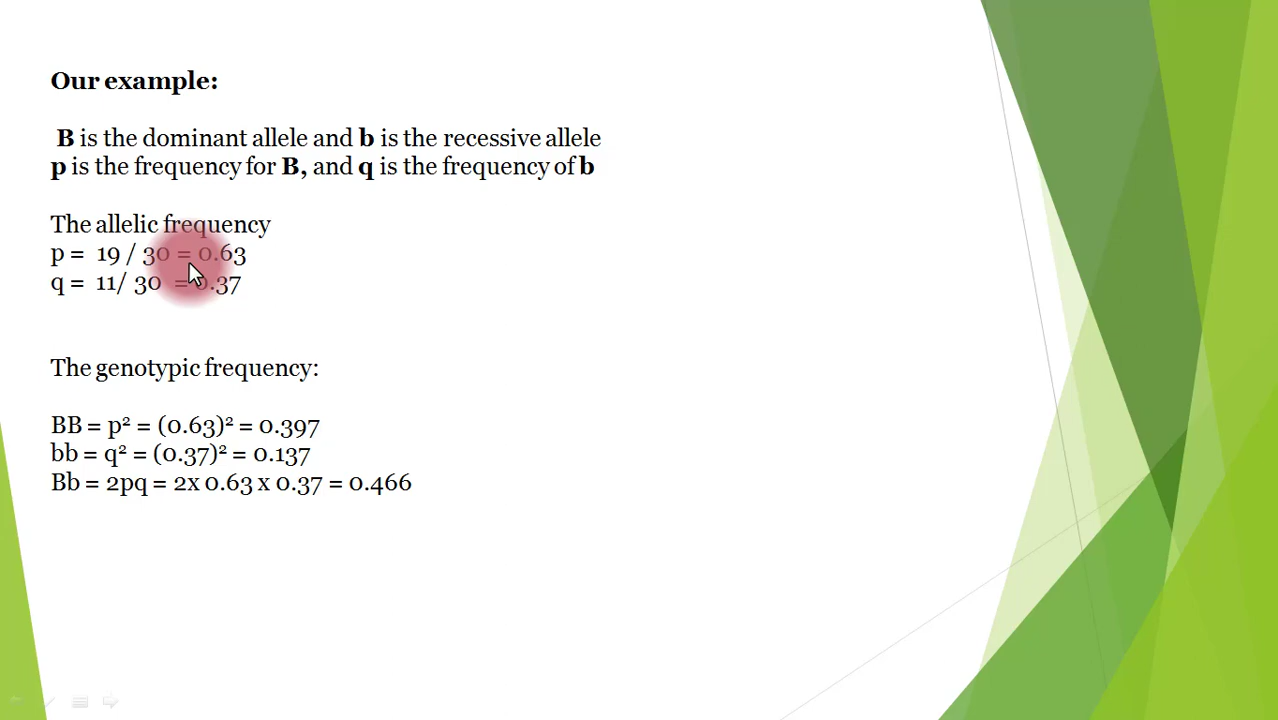 Our example:
B is the dominant allele and b is the recessive allele
p is the frequency for B, and q is the frequency of b
The allelic frequency
p = 19 / 30 = 0.63
q = 11/ 30 = 0.37
The genotypic frequency:
BB = p² = (0.63)² = 0.397
bb = q² = (0.37)² = 0.137
Bb = 2pq = 2x 0.63 x 0.37 = 0.466